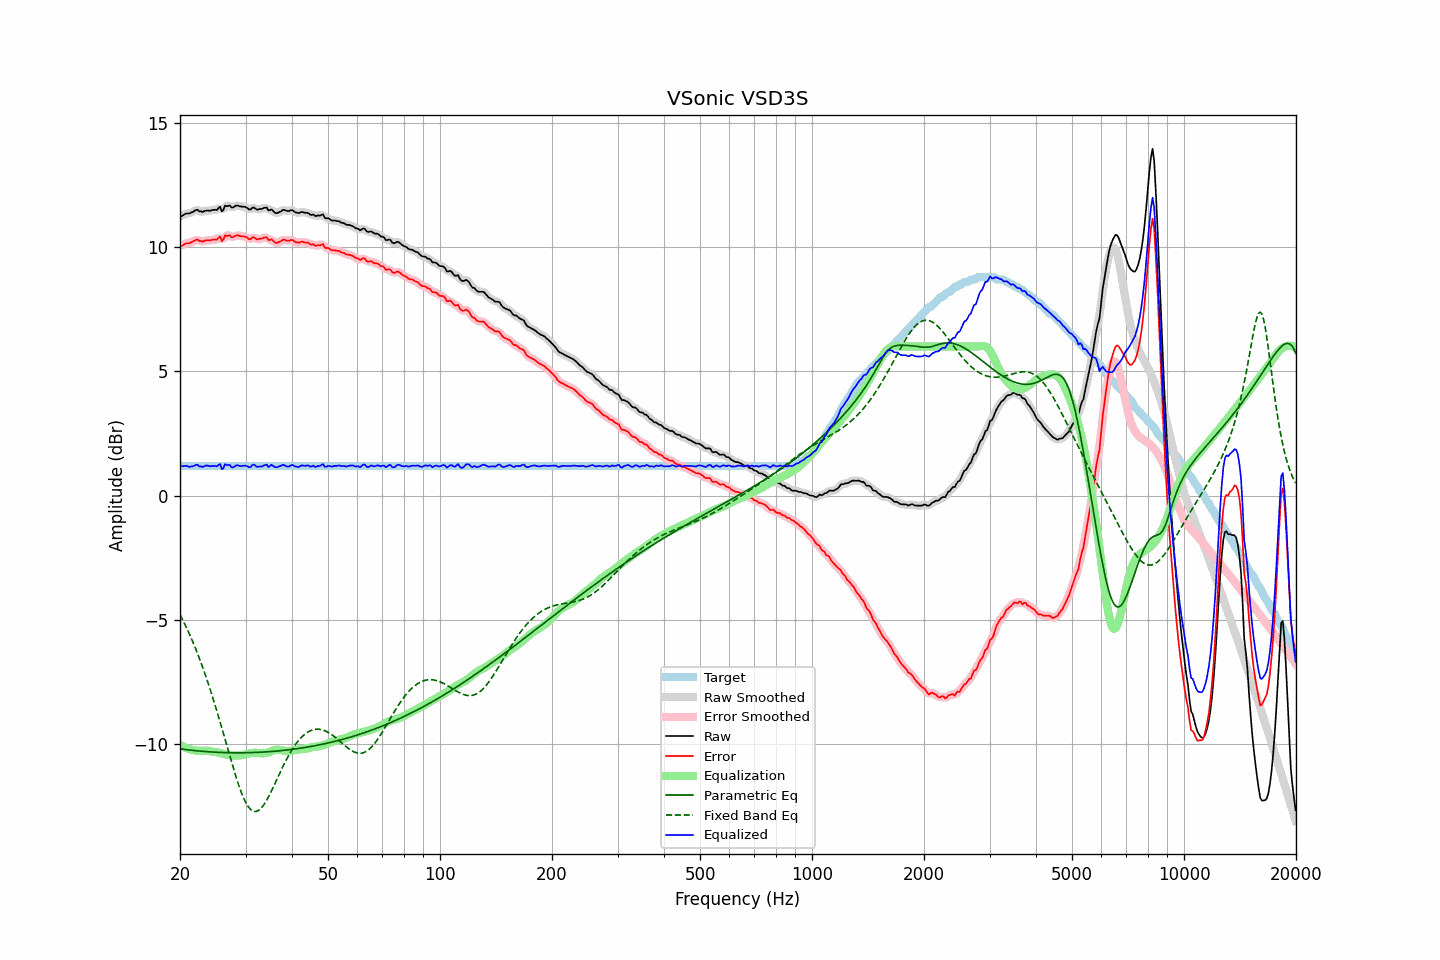 VSonic VSD3S
Amplitude (dBr)
15
10
5
0
−5
−10
Target
Raw Smoothed
Error Smoothed
Raw
Error
Equalization
Parametric Eq
Fixed Band Eq
Equalized
20
50
100
200
500
1000
2000
5000
10000
20000
Frequency (Hz)